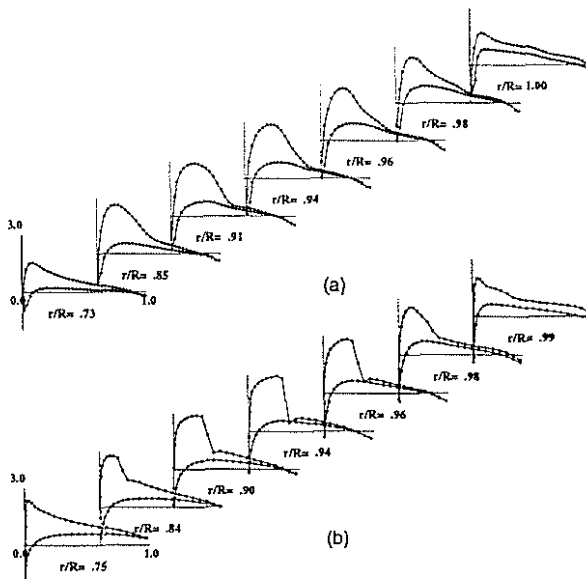 r/R= 1.00
r/R= .98
r/R= .96
r/R= .94
r/R= .91
r/R= .85
3.0
0.0
1.0
r/R= .73
(a)
r/R= .99
r/R= .98
r/R= .96
r/R= .94
r/R= .90
r/R= .84
3.0
0.0
1.0
r/R= .75
(b)